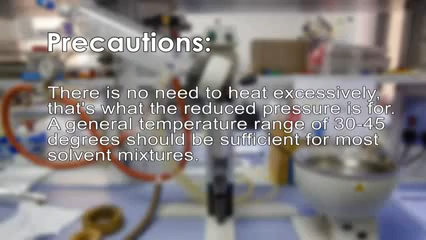 Precautions:
There is no need to heat excessively,
that's what the reduced pressure is for.
A general temperature range of 30-45
degrees should be sufficient for most
solvent mixtures.